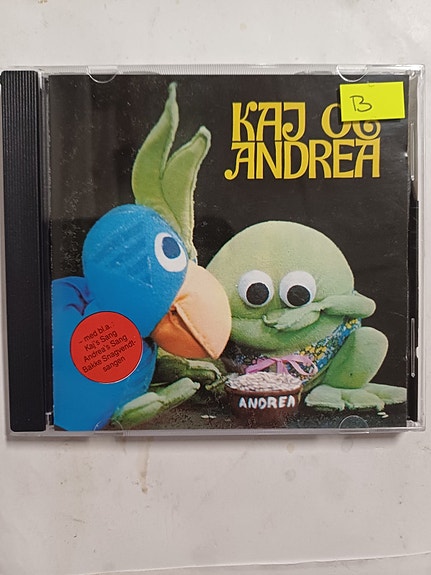 KAJ OG
ANDREA
B
– med bl.a.
Kaj's Sang
Andrea's Sang
Bakke Snagvendt-
sangen
ANDREA